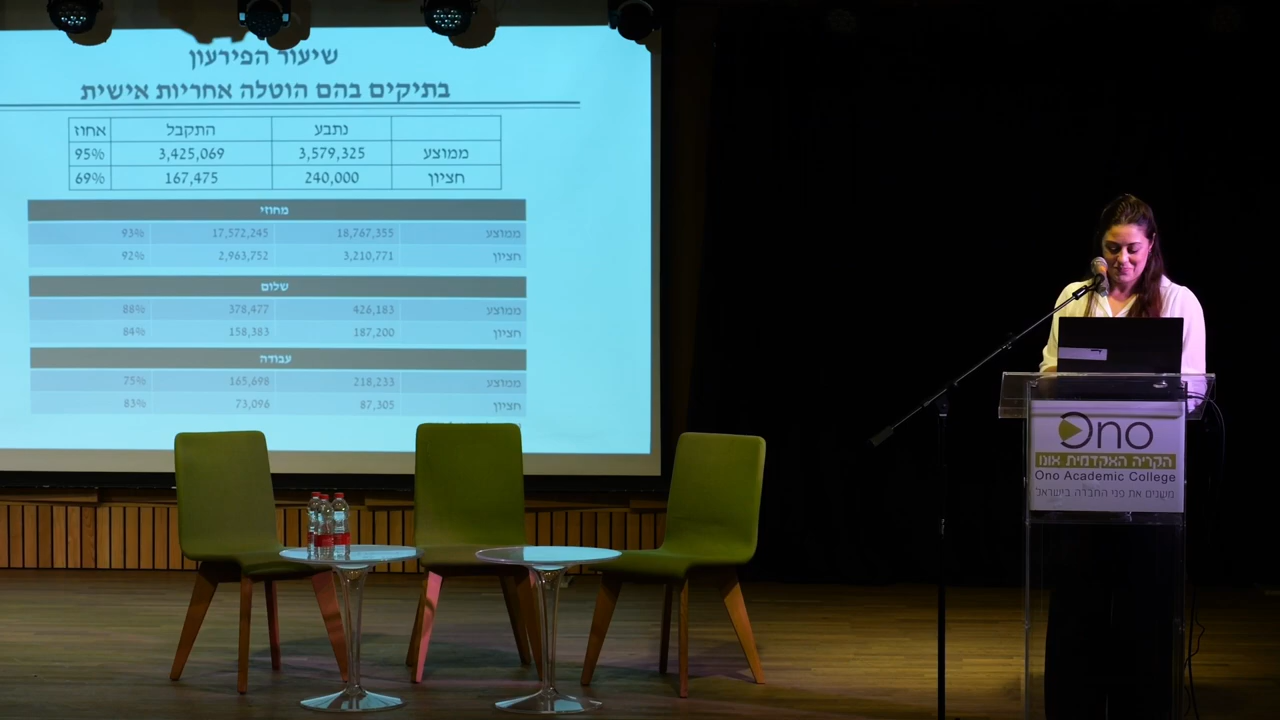 שיעור הפירעון
בתיקים בהם הוטלה אחריות אישית
נתבע התקבל אחוז
ממוצע 3,579,325 3,425,069 95%
חציון 240,000 167,475 69%
מחוזי
ממוצע 18,767,355 17,572,245 93%
חציון 3,210,771 2,963,752 92%
שלום
ממוצע 426,183 378,477 88%
חציון 187,200 158,383 84%
עבודה
ממוצע 218,233 165,698 75%
חציון 87,305 73,096 83%
Ono
הקריה האקדמית אונו
Ono Academic College
משנים את פני החברה בישראל